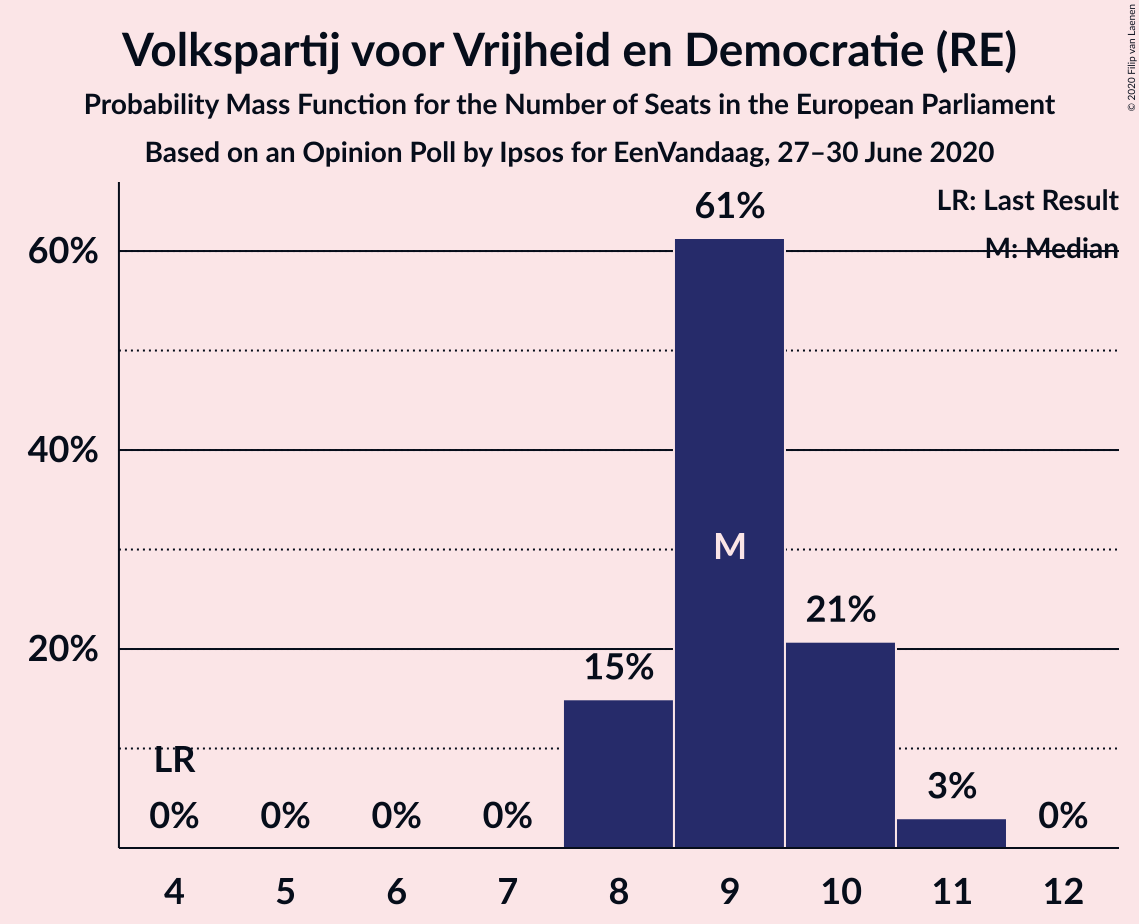 Volkspartij voor Vrijheid en Democratie (RE)
Probability Mass Function for the Number of Seats in the European Parliament
Based on an Opinion Poll by Ipsos for EenVandaag, 27–30 June 2020
© 2020 Filip van Laenen
LR: Last Result
M: Median
61%
60%
40%
M
21%
20%
15%
LR
3%
0%
0%
0%
0%
0%
4
5
6
7
8
9
10
11
12